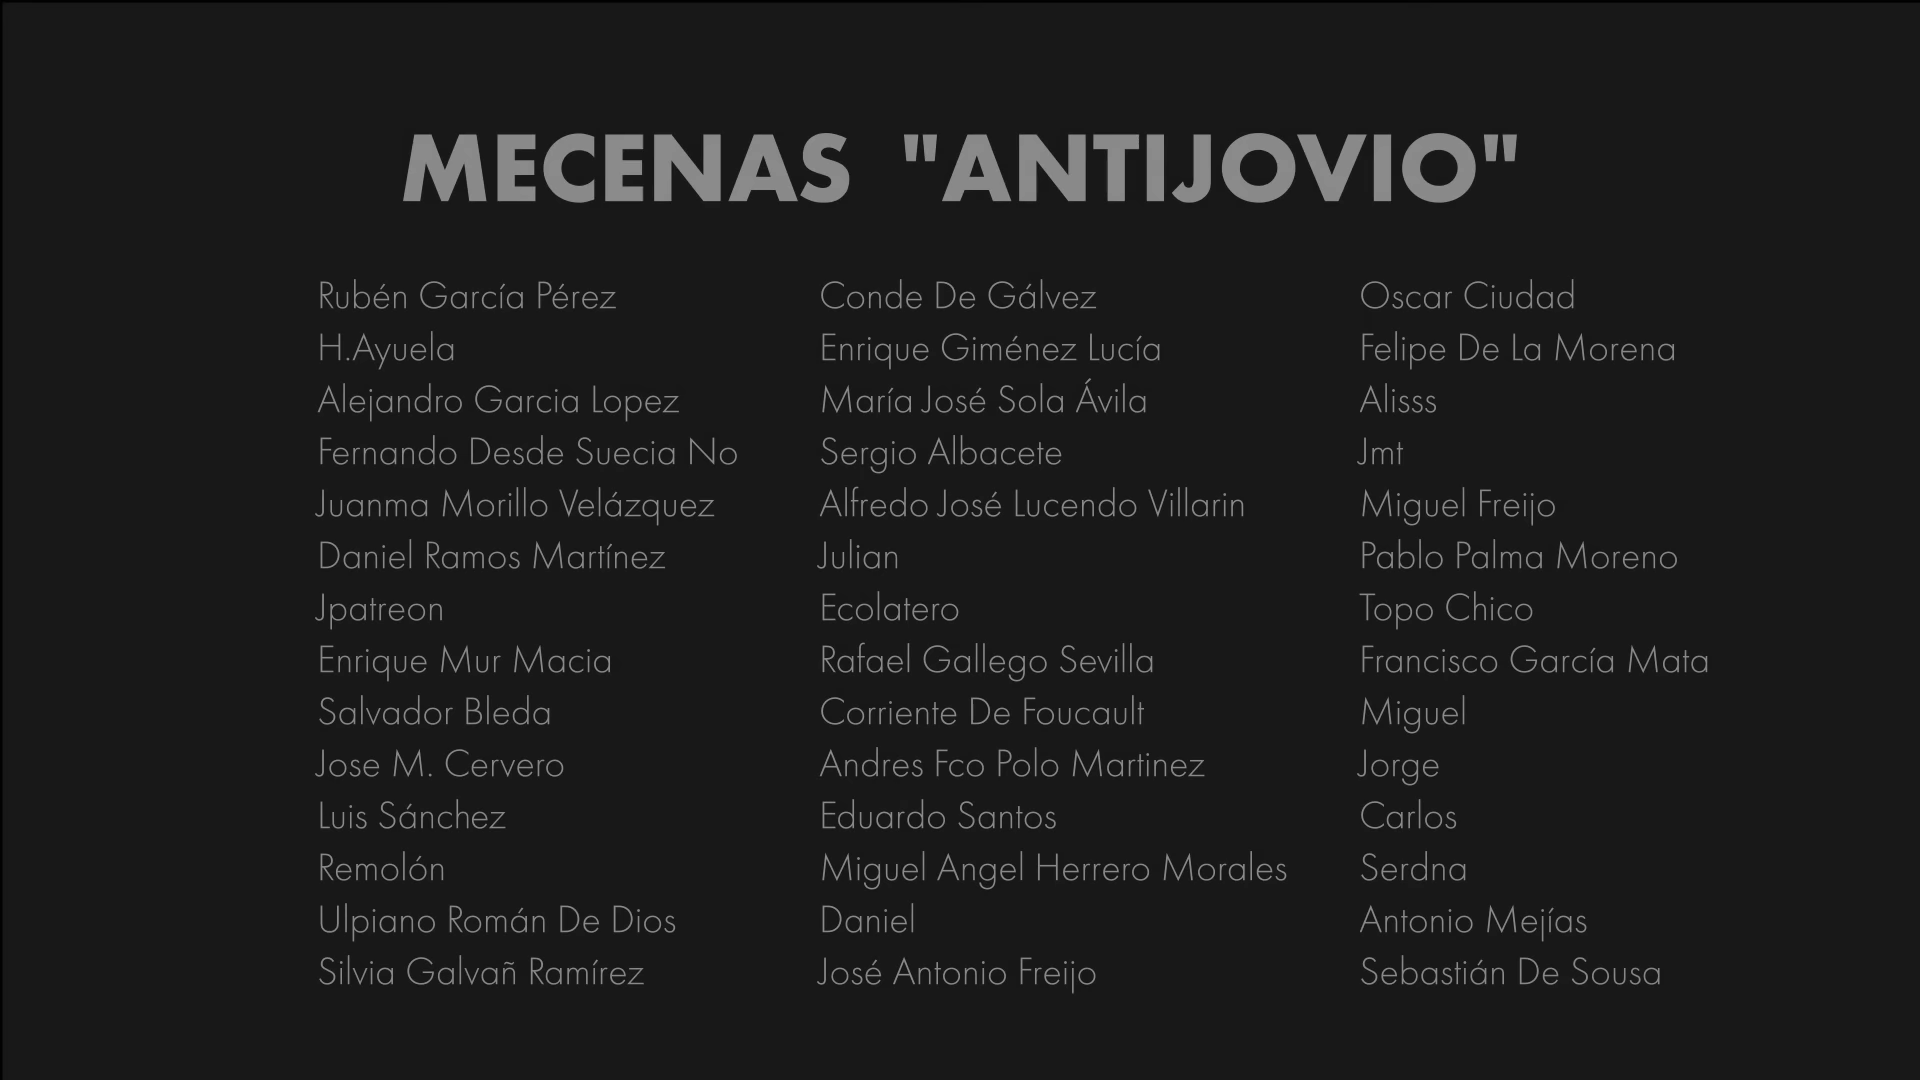 MECENAS "ANTIJOVIO"
Rubén García Pérez
H.Ayuela
Alejandro Garcia Lopez
Fernando Desde Suecia No
Juanma Morillo Velázquez
Daniel Ramos Martínez
Jpatreon
Enrique Mur Macia
Salvador Bleda
Jose M. Cervero
Luis Sánchez
Remolón
Ulpiano Román De Dios
Silvia Galvañ Ramírez
Conde De Gálvez
Enrique Giménez Lucía
María José Sola Ávila
Sergio Albacete
Alfredo José Lucendo Villarin
Julian
Ecolatero
Rafael Gallego Sevilla
Corriente De Foucault
Andres Fco Polo Martinez
Eduardo Santos
Miguel Angel Herrero Morales
Daniel
José Antonio Freijo
Oscar Ciudad
Felipe De La Morena
Alisss
Jmt
Miguel Freijo
Pablo Palma Moreno
Topo Chico
Francisco García Mata
Miguel
Jorge
Carlos
Serdna
Antonio Mejías
Sebastián De Sousa